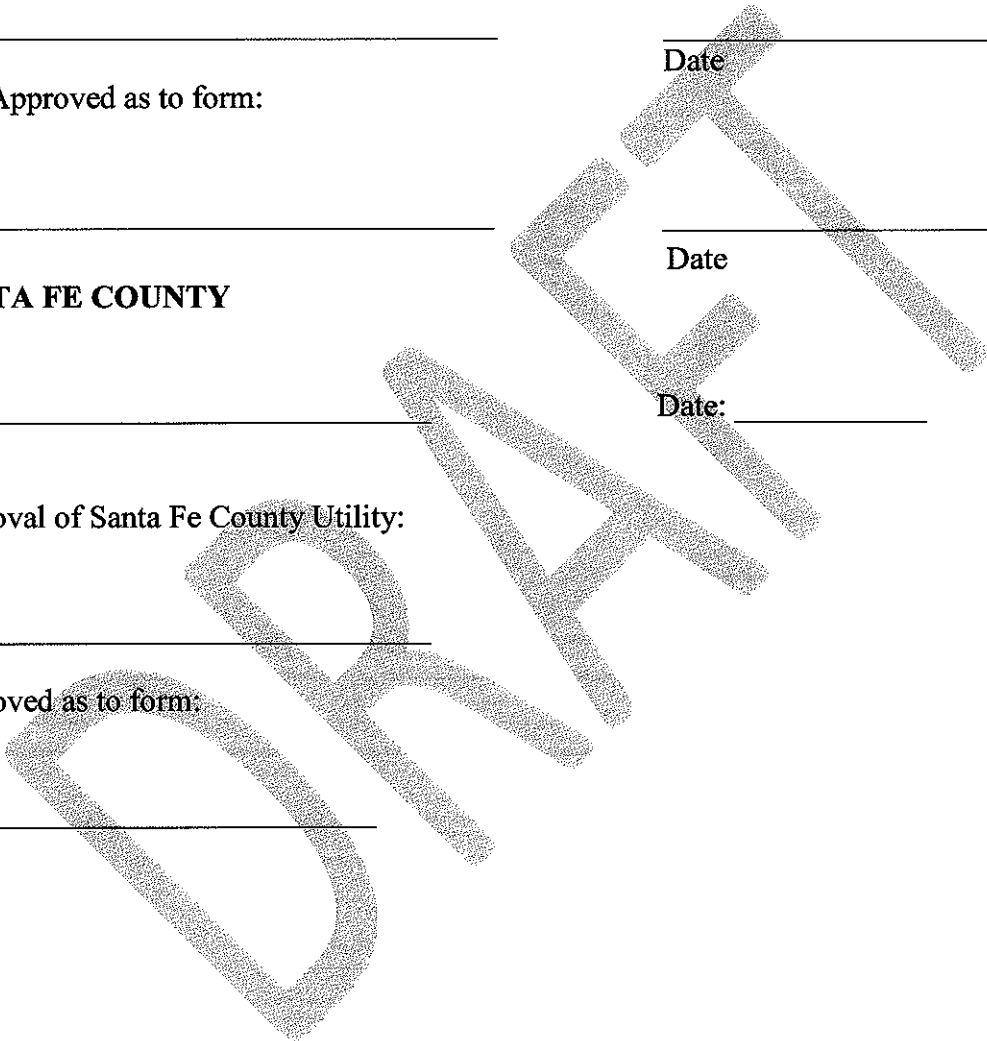 Date
Approved as to form:
Date
TA FE COUNTY
Date:
oval of Santa Fe County Utility:
oved as to form:
DRAFT